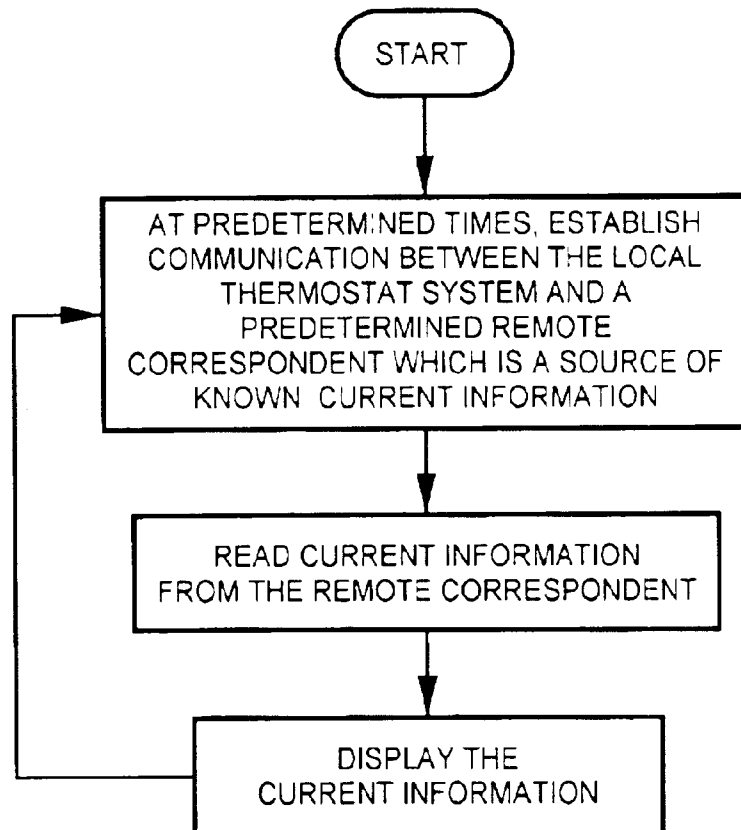 START
AT PREDETERMINED TIMES, ESTABLISH
COMMUNICATION BETWEEN THE LOCAL
THERMOSTAT SYSTEM AND A
PREDETERMINED REMOTE
CORRESPONDENT WHICH IS A SOURCE OF
KNOWN CURRENT INFORMATION
READ CURRENT INFORMATION
FROM THE REMOTE CORRESPONDENT
DISPLAY THE
CURRENT INFORMATION